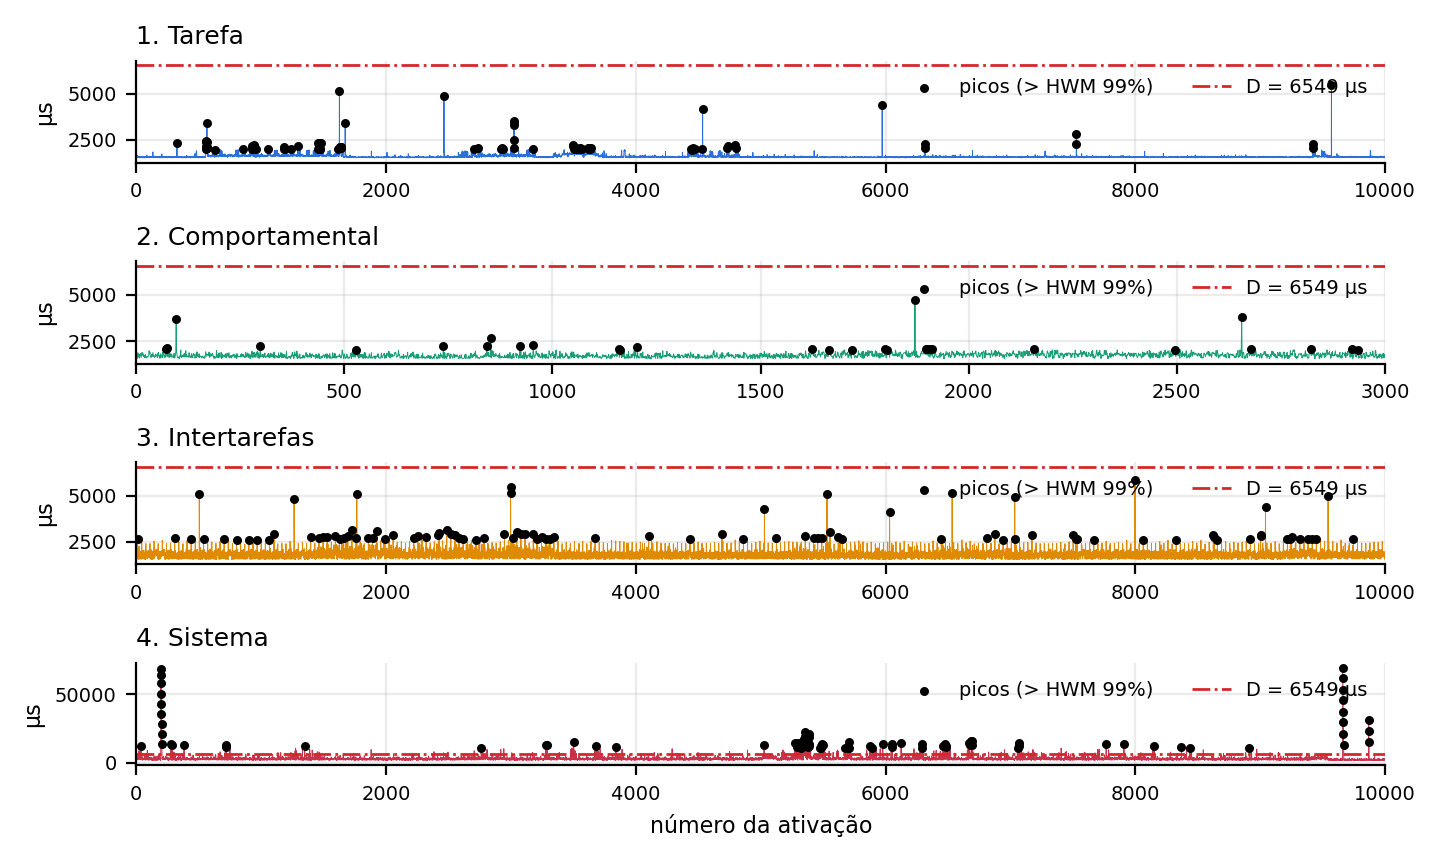 1. Tarefa
µs
5000
2500
picos (> HWM 99%)
D = 6549 µs
0 2000 4000 6000 8000 10000
2. Comportamental
µs
5000
2500
picos (> HWM 99%)
D = 6549 µs
0 500 1000 1500 2000 2500 3000
3. Intertarefas
µs
5000
2500
picos (> HWM 99%)
D = 6549 µs
0 2000 4000 6000 8000 10000
4. Sistema
µs
50000
0
picos (> HWM 99%)
D = 6549 µs
0 2000 4000 6000 8000 10000
número da ativação